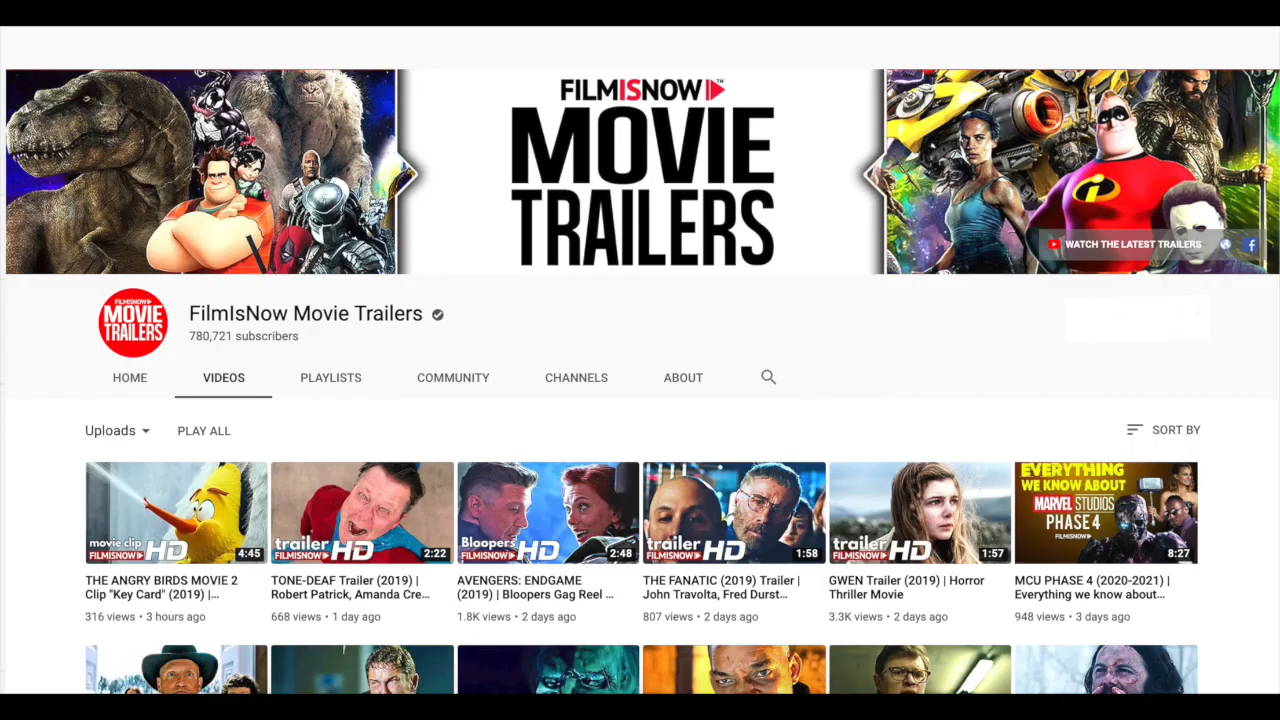 FILMISNOW
MOVIE
TRAILERS
WATCH THE LATEST TRAILERS
FILMISNOW
MOVIE
TRAILERS
FilmIsNow Movie Trailers
780,721 subscribers
HOME VIDEOS PLAYLISTS COMMUNITY CHANNELS ABOUT
Uploads PLAY ALL SORT BY
movie clip
FILMISNOW HD 4:45
trailer
FILMISNOW HD 2:22
Bloopers
FILMISNOW HD 2:48
trailer
FILMISNOW HD 1:58
trailer
FILMISNOW HD 1:57
EVERYTHING
WE KNOW ABOUT
MARVEL STUDIOS
PHASE 4
FILMISNOW
8:27
THE ANGRY BIRDS MOVIE 2
Clip "Key Card" (2019) |...
316 views • 3 hours ago
TONE-DEAF Trailer (2019) |
Robert Patrick, Amanda Cre...
668 views • 1 day ago
AVENGERS: ENDGAME
(2019) | Bloopers Gag Reel ...
1.8K views • 2 days ago
THE FANATIC (2019) Trailer |
John Travolta, Fred Durst...
807 views • 2 days ago
GWEN Trailer (2019) | Horror
Thriller Movie
3.3K views • 2 days ago
MCU PHASE 4 (2020-2021) |
Everything we know about...
948 views • 3 days ago